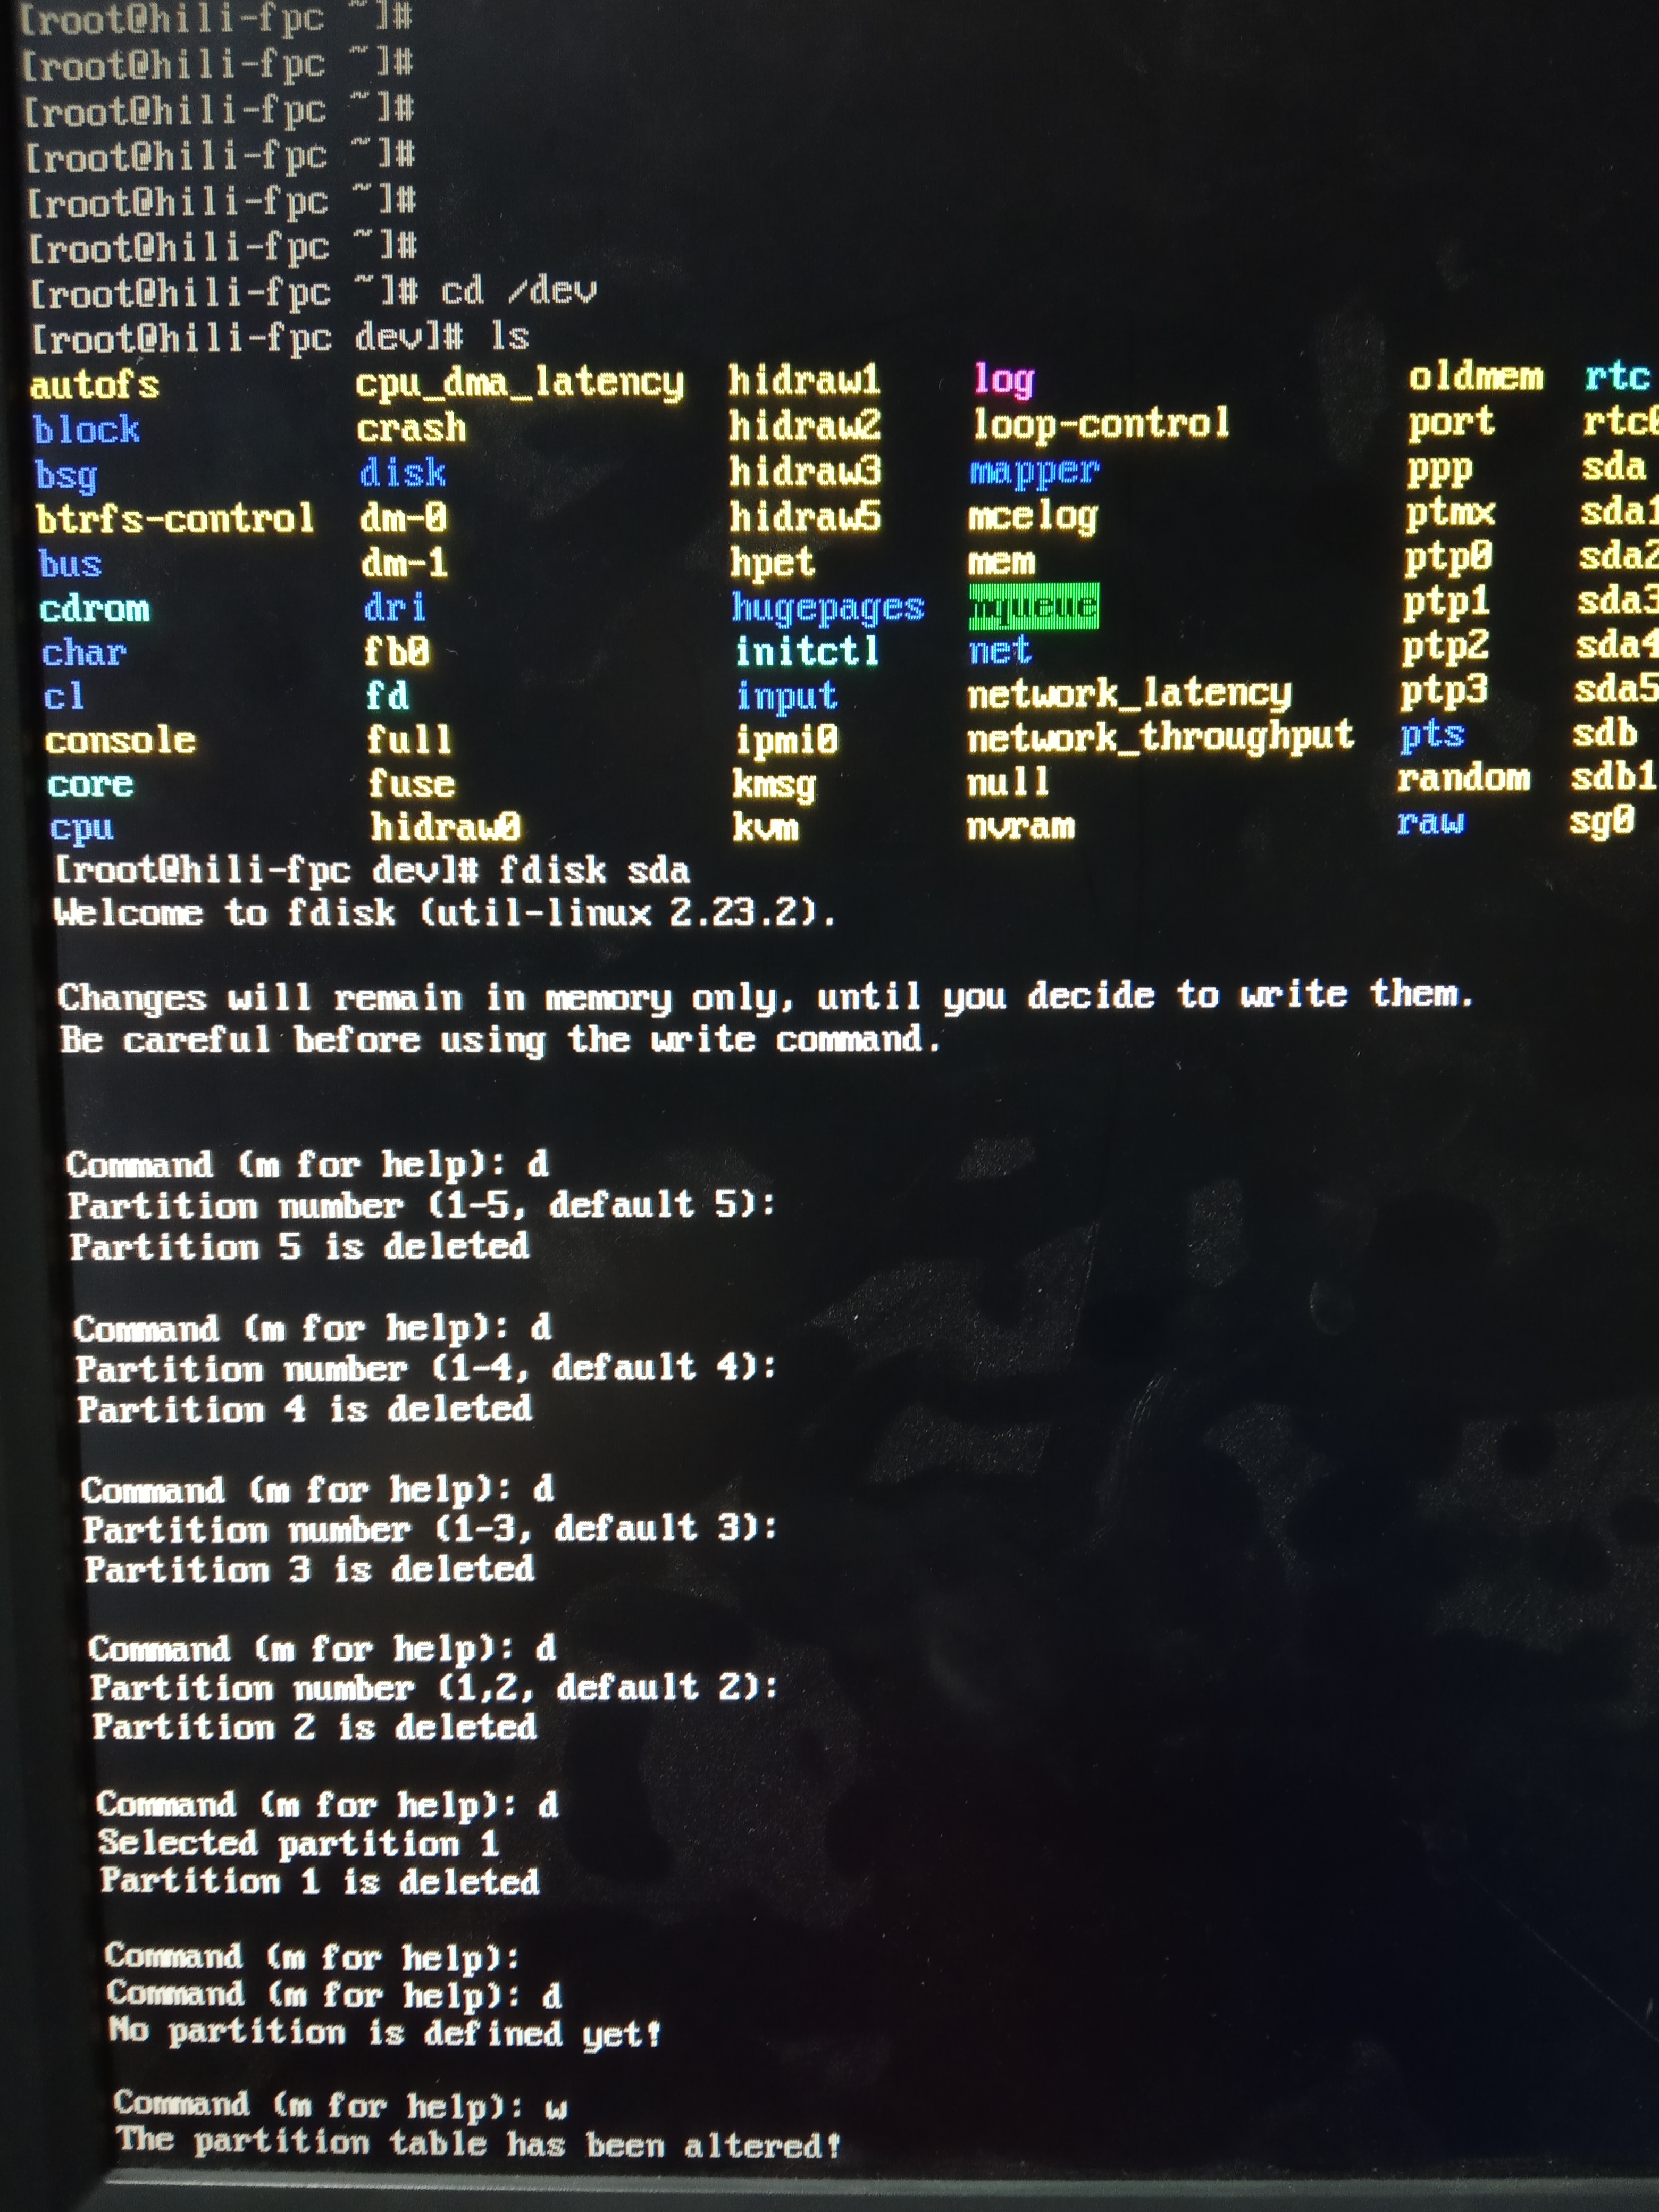 [root@hili-fpc ~]#
[root@hili-fpc ~]#
[root@hili-fpc ~]#
[root@hili-fpc ~]#
[root@hili-fpc ~]#
[root@hili-fpc ~]#
[root@hili-fpc ~]# cd /dev
[root@hili-fpc dev]# ls
autofs cpu_dma_latency hidraw1 log oldmem rtc
block crash hidraw2 loop-control port rtc0
bsg disk hidraw3 mapper ppp sda
btrfs-control dm-0 hidraw5 mcelog ptmx sda1
bus dm-1 hpet mem ptp0 sda2
cdrom dri hugepages mqueue ptp1 sda3
char fb0 initctl net ptp2 sda4
cl fd input network_latency ptp3 sda5
console full ipmi0 network_throughput pts sdb
core fuse kmsg null random sdb1
cpu hidraw0 kvm nvram raw sg0
[root@hili-fpc dev]# fdisk sda
Welcome to fdisk (util-linux 2.23.2).
Changes will remain in memory only, until you decide to write them.
Be careful before using the write command.
Command (m for help): d
Partition number (1-5, default 5):
Partition 5 is deleted
Command (m for help): d
Partition number (1-4, default 4):
Partition 4 is deleted
Command (m for help): d
Partition number (1-3, default 3):
Partition 3 is deleted
Command (m for help): d
Partition number (1,2, default 2):
Partition 2 is deleted
Command (m for help): d
Selected partition 1
Partition 1 is deleted
Command (m for help):
Command (m for help): d
No partition is defined yet!
Command (m for help): w
The partition table has been altered!